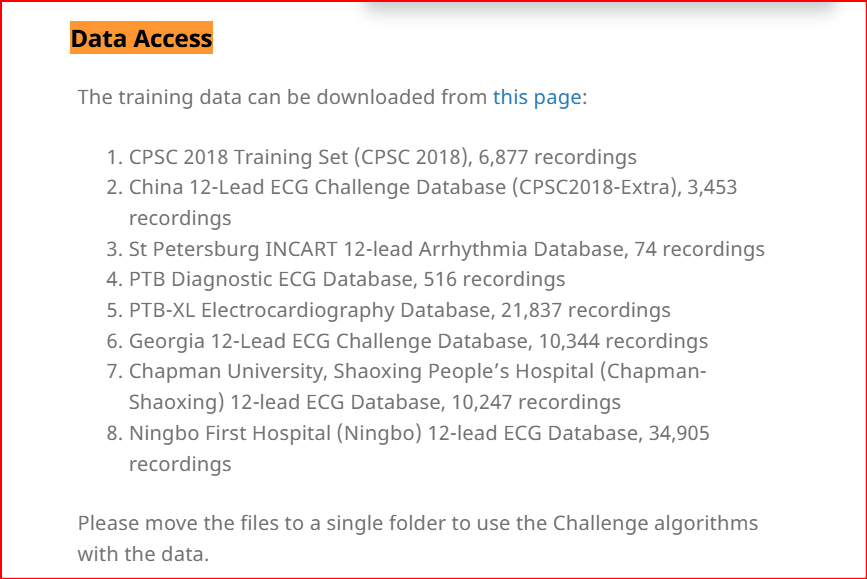 Data Access
The training data can be downloaded from this page:
1. CPSC 2018 Training Set (CPSC 2018), 6,877 recordings
2. China 12-Lead ECG Challenge Database (CPSC2018-Extra), 3,453
recordings
3. St Petersburg INCART 12-lead Arrhythmia Database, 74 recordings
4. PTB Diagnostic ECG Database, 516 recordings
5. PTB-XL Electrocardiography Database, 21,837 recordings
6. Georgia 12-Lead ECG Challenge Database, 10,344 recordings
7. Chapman University, Shaoxing People’s Hospital (Chapman-
Shaoxing) 12-lead ECG Database, 10,247 recordings
8. Ningbo First Hospital (Ningbo) 12-lead ECG Database, 34,905
recordings
Please move the files to a single folder to use the Challenge algorithms
with the data.